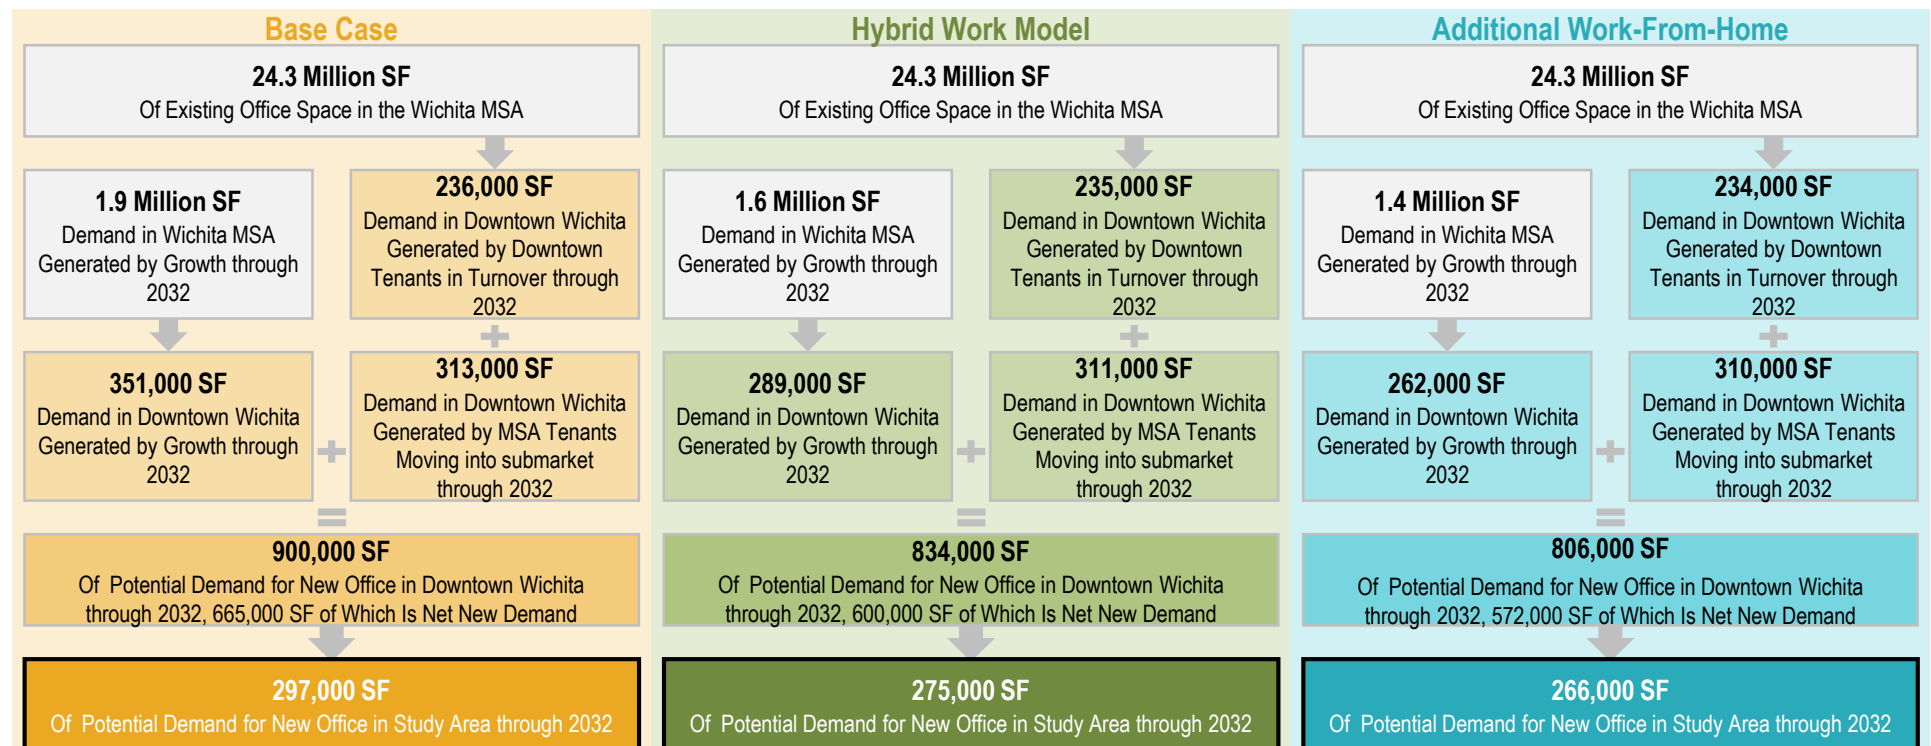 Base Case
24.3 Million SF
Of Existing Office Space in the Wichita MSA
1.9 Million SF
Demand in Wichita MSA
Generated by Growth through
2032
236,000 SF
Demand in Downtown Wichita
Generated by Downtown
Tenants in Turnover through
2032
351,000 SF
Demand in Downtown Wichita
Generated by Growth through
2032
313,000 SF
Demand in Downtown Wichita
Generated by MSA Tenants
Moving into submarket
through 2032
900,000 SF
Of Potential Demand for New Office in Downtown Wichita
through 2032, 665,000 SF of Which Is Net New Demand
297,000 SF
Of Potential Demand for New Office in Study Area through 2032
Hybrid Work Model
24.3 Million SF
Of Existing Office Space in the Wichita MSA
1.6 Million SF
Demand in Wichita MSA
Generated by Growth through
2032
235,000 SF
Demand in Downtown Wichita
Generated by Downtown
Tenants in Turnover through
2032
289,000 SF
Demand in Downtown Wichita
Generated by Growth through
2032
311,000 SF
Demand in Downtown Wichita
Generated by MSA Tenants
Moving into submarket
through 2032
834,000 SF
Of Potential Demand for New Office in Downtown Wichita
through 2032, 600,000 SF of Which Is Net New Demand
275,000 SF
Of Potential Demand for New Office in Study Area through 2032
Additional Work-From-Home
24.3 Million SF
Of Existing Office Space in the Wichita MSA
1.4 Million SF
Demand in Wichita MSA
Generated by Growth through
2032
234,000 SF
Demand in Downtown Wichita
Generated by Downtown
Tenants in Turnover through
2032
262,000 SF
Demand in Downtown Wichita
Generated by Growth through
2032
310,000 SF
Demand in Downtown Wichita
Generated by MSA Tenants
Moving into submarket
through 2032
806,000 SF
Of Potential Demand for New Office in Downtown Wichita
through 2032, 572,000 SF of Which Is Net New Demand
266,000 SF
Of Potential Demand for New Office in Study Area through 2032